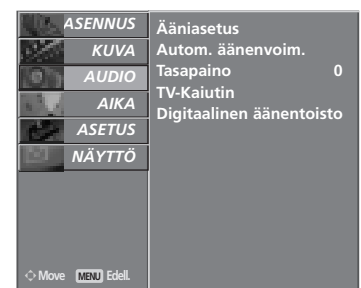 ASENNUS
KUVA
AUDIO
AIKA
ASETUS
NÄYTTÖ
Ääniasetus
Autom. äänenvoim.
Tasapaino 0
TV-Kaiutin
Digitaalinen äänentoisto
Move MENU Edell.